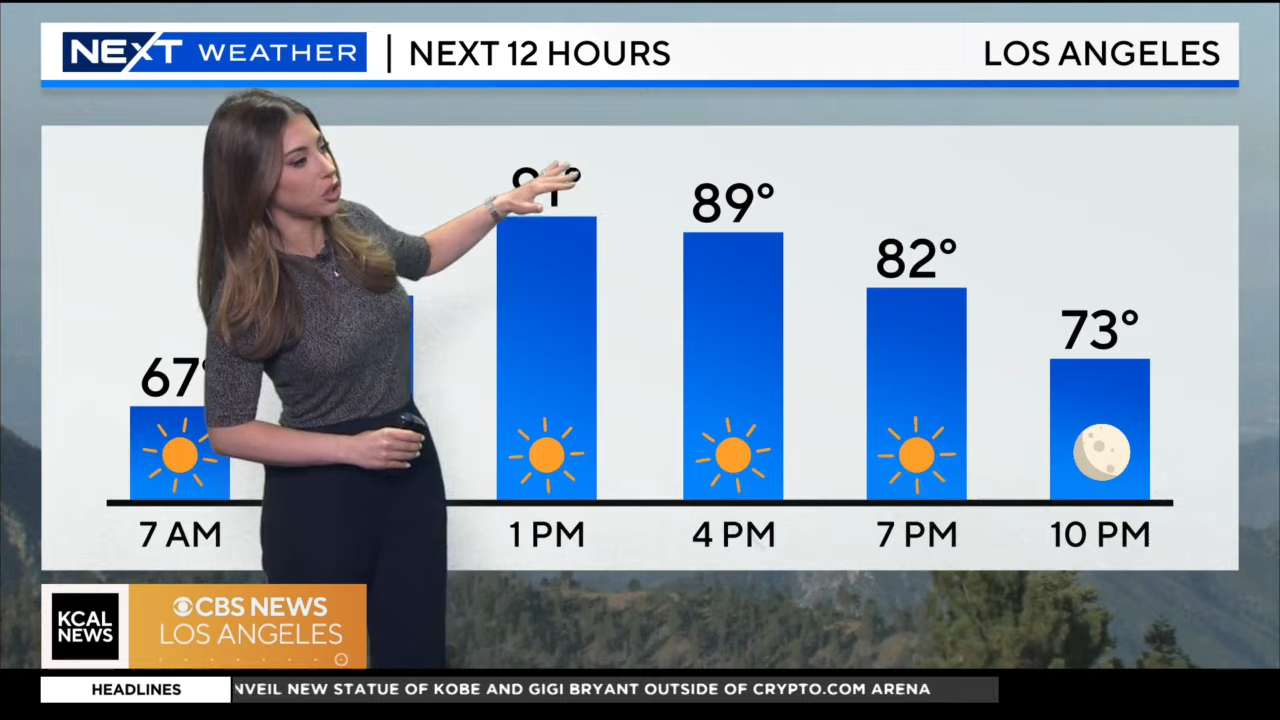 NEXT WEATHER | NEXT 12 HOURS
LOS ANGELES
91°
89°
82°
73°
67°
7 AM
1 PM
4 PM
7 PM
10 PM
KCAL NEWS
CBS NEWS
LOS ANGELES
HEADLINES
NVEIL NEW STATUE OF KOBE AND GIGI BRYANT OUTSIDE OF CRYPTO.COM ARENA